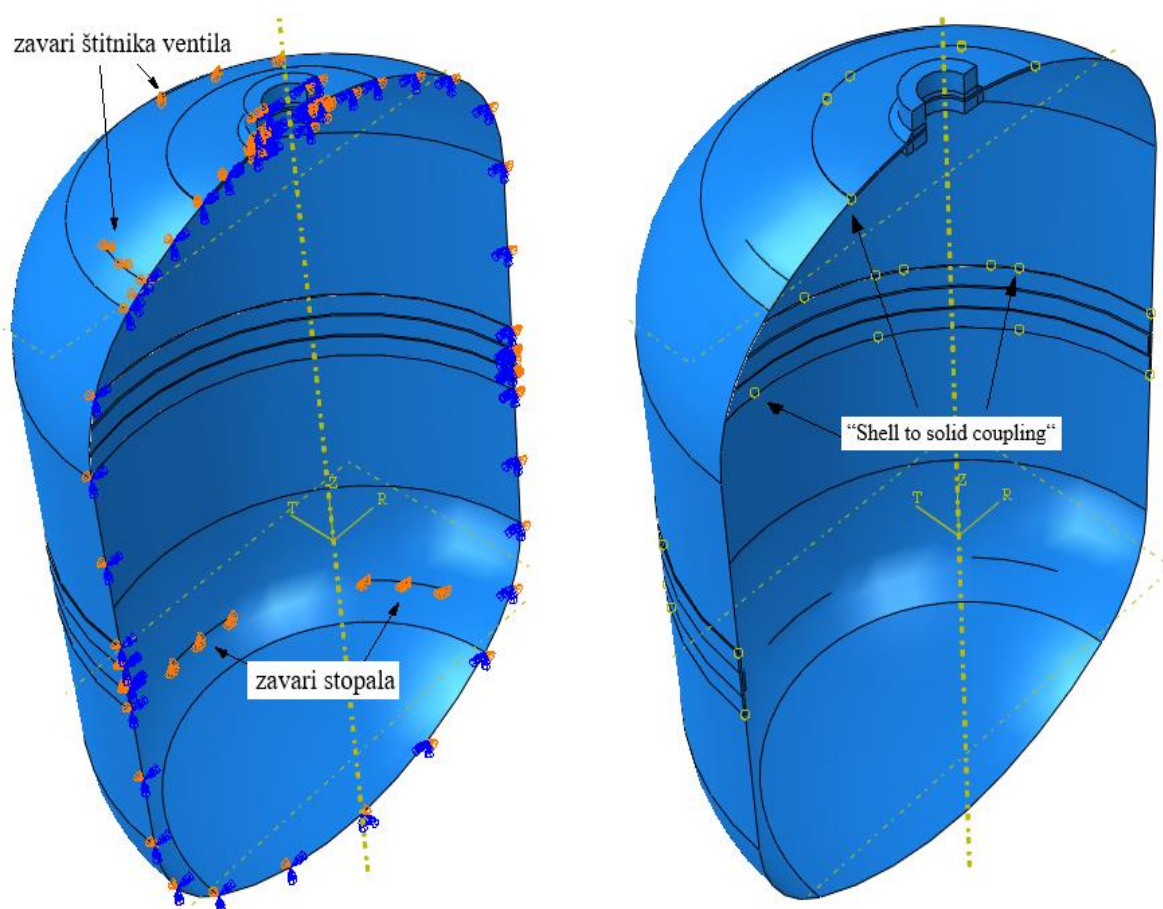 zavari štitnika ventila
“Shell to solid coupling“
Z
T
R
Z
T
R
zavari stopala